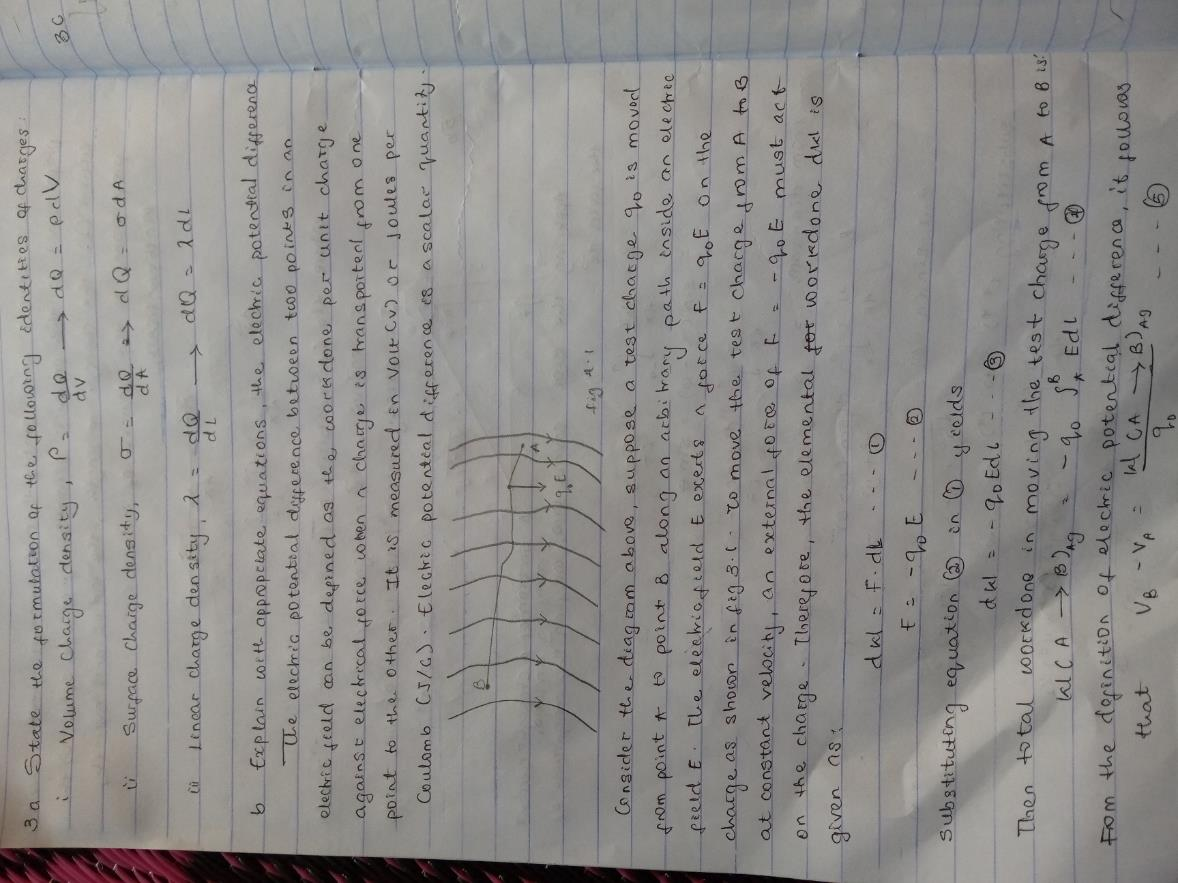 3a. State the formulation of the following identities of charges:
i Volume Charge density, ρ = dQ/dV → dQ = ρdV
ii Surface charge density, σ = dQ/dA → dQ = σdA
iii Linear charge density, λ = dQ/dL → dQ = λdL
b Explain with appropriate equations, the electric potential difference
The electric potential difference between two points in an
electric field can be defined as the workdone per unit charge
against electrical force when a charge is transported from one
point to the other. It is measured in Volt (V) or Joules per
Coulomb (J/C). Electric potential difference is a scalar quantity.
B
A
q₀E
Consider the diagram above, suppose a test charge q₀ is moved
from point A to point B along an arbitrary path inside an electric
field E. The electric field E exerts a force F = q₀E on the
charge as shown in fig 3.1. To move the test charge from A to B
at constant velocity, an external force of F = -q₀E must act
on the charge. Therefore, the elemental workdone dW is
given as:
dW = F.dL ---- ①
F = -q₀E --- ②
substituting equation ② in ① yields
dW = -q₀EdL --- ③
Then total workdone in moving the test charge from A to B is:
W(A → B)Ag = -q₀ ∫ᴬᴮ EdL --- ④
From the definition of electric potential difference, it follows
that V_B - V_A = W(A → B)Ag / q₀ --- ⑤
3c